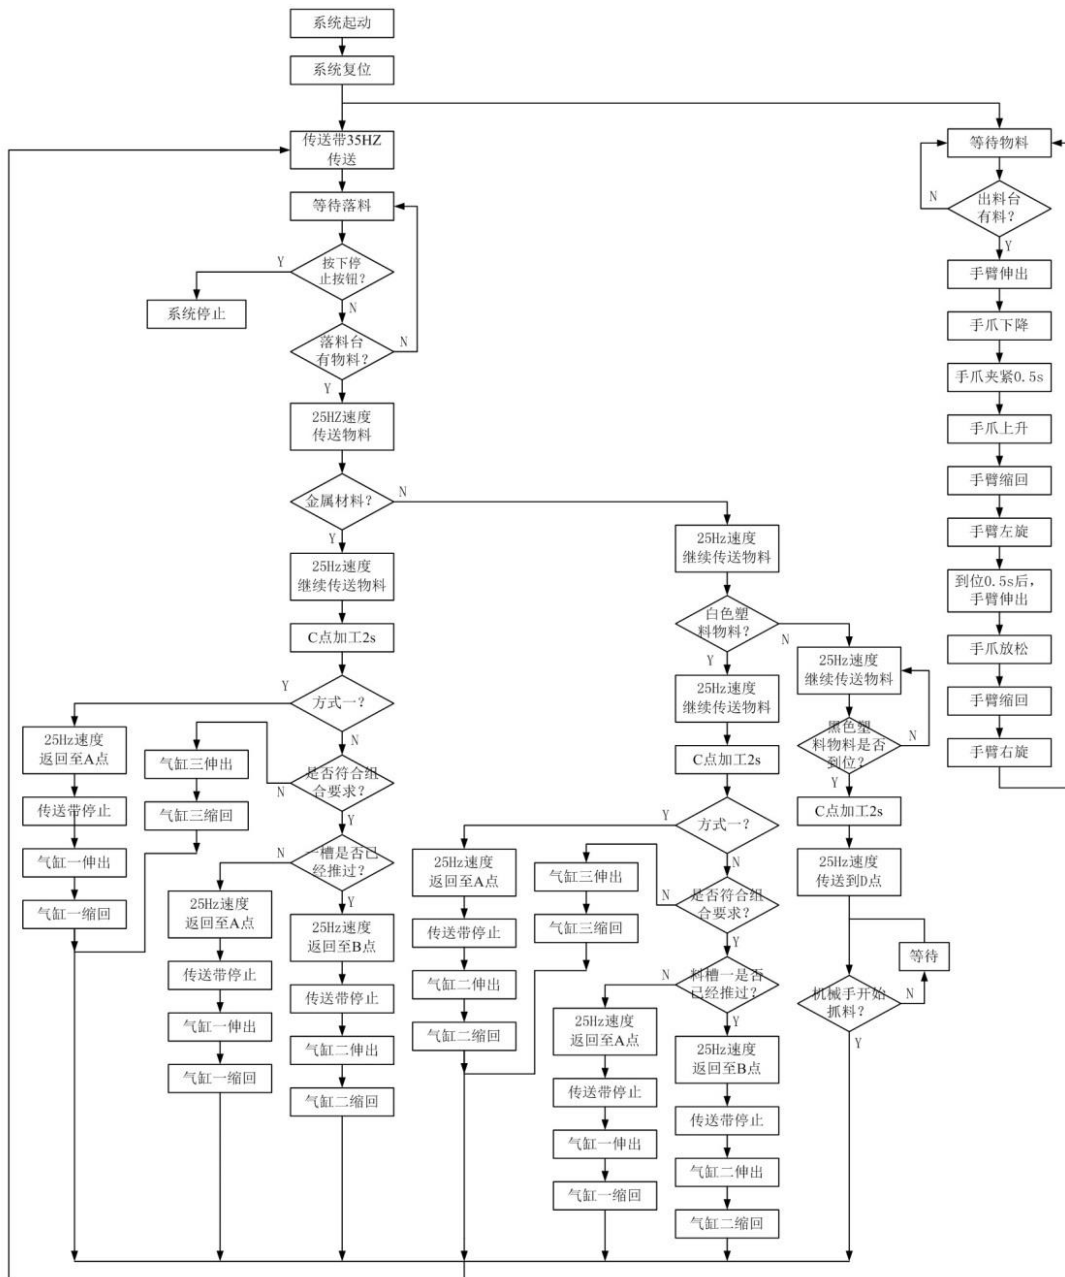 系统起动
系统复位
传送带35HZ
传送
等待落料
按下停
止按钮?
Y
N
系统停止
落料台
有物料?
N
Y
25HZ速度
传送物料
金属材料?
N
Y
25Hz速度
继续传送物料
C点加工2s
方式一?
Y
N
25Hz速度
返回至A点
传送带停止
气缸一伸出
气缸一缩回
气缸三伸出
气缸三缩回
是否符合组
合要求?
N
Y
一槽是否已
经推过?
N
Y
25Hz速度
返回至A点
传送带停止
气缸一伸出
气缸一缩回
25Hz速度
返回至B点
传送带停止
气缸二伸出
气缸二缩回
25Hz速度
继续传送物料
白色塑
料物料?
N
Y
25Hz速度
继续传送物料
C点加工2s
方式一?
Y
N
25Hz速度
返回至A点
传送带停止
气缸二伸出
气缸二缩回
气缸三伸出
气缸三缩回
是否符合组
合要求?
N
Y
料槽一是否
已经推过?
N
Y
25Hz速度
返回至A点
传送带停止
气缸一伸出
气缸一缩回
25Hz速度
返回至B点
传送带停止
气缸二伸出
气缸二缩回
25Hz速度
继续传送物料
黑色塑
料物料是否
到位?
N
Y
C点加工2s
25Hz速度
传送到D点
等待
机械手开始
抓料?
N
Y
等待物料
出料台
有料?
N
Y
手臂伸出
手爪下降
手爪夹紧0.5s
手爪上升
手臂缩回
手臂左旋
到位0.5s后,
手臂伸出
手爪放松
手臂缩回
手臂右旋